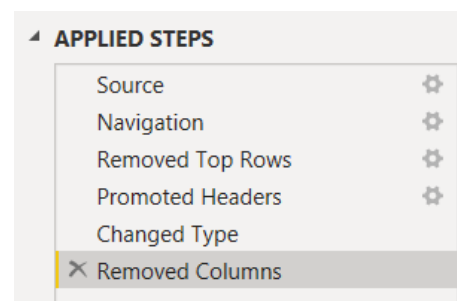 APPLIED STEPS
Source
Navigation
Removed Top Rows
Promoted Headers
Changed Type
Removed Columns